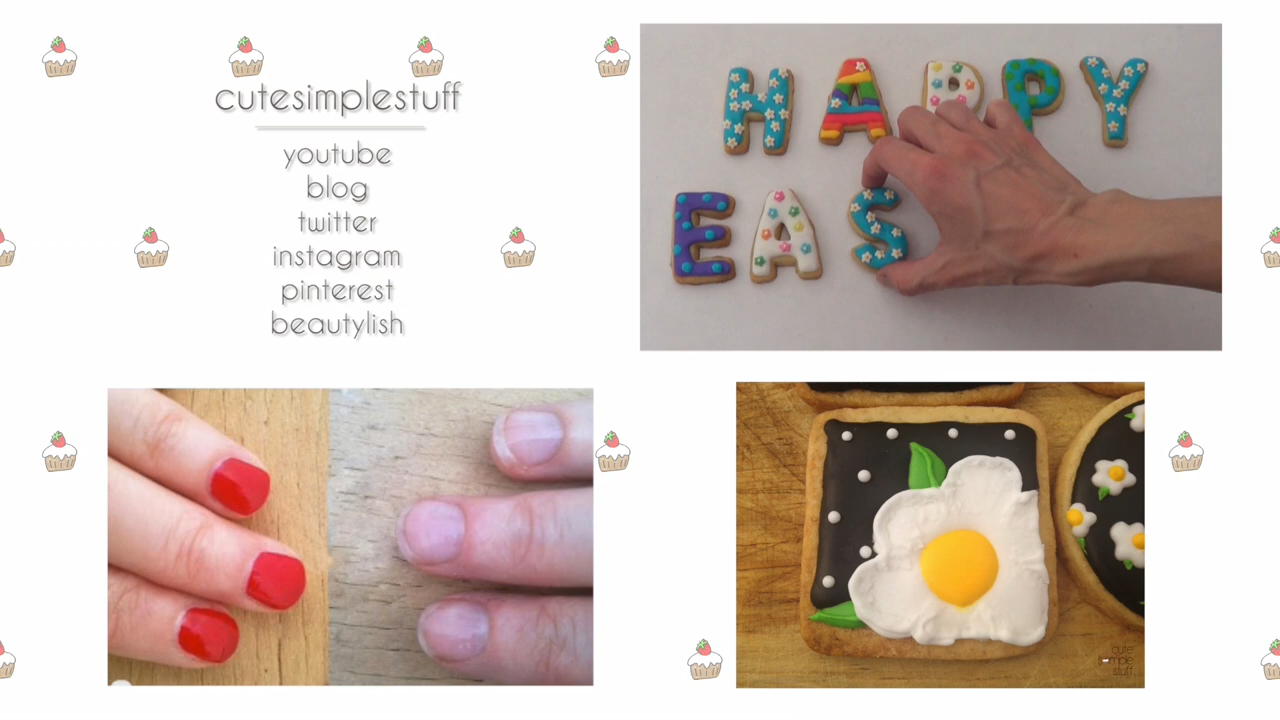 cutesimplestuff
youtube
blog
twitter
instagram
pinterest
beautylish
HAPPY
EAS
cute
simple
stuff